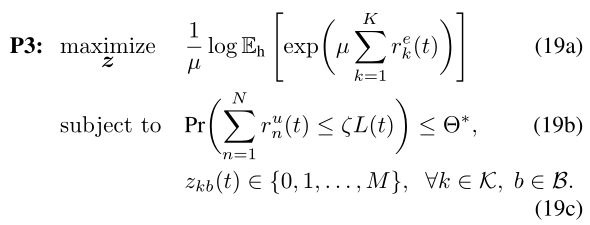 P3: maximize_z 1/μ log 𝔼_h [exp(μ ∑_{k=1}^{K} r_k^e(t))] (19a)
subject to Pr(∑_{n=1}^{N} r_n^u(t) ≤ ζL(t)) ≤ Θ*, (19b)
z_{kb}(t) ∈ {0, 1, . . . , M}, ∀k ∈ 𝒦, b ∈ ℬ.
(19c)